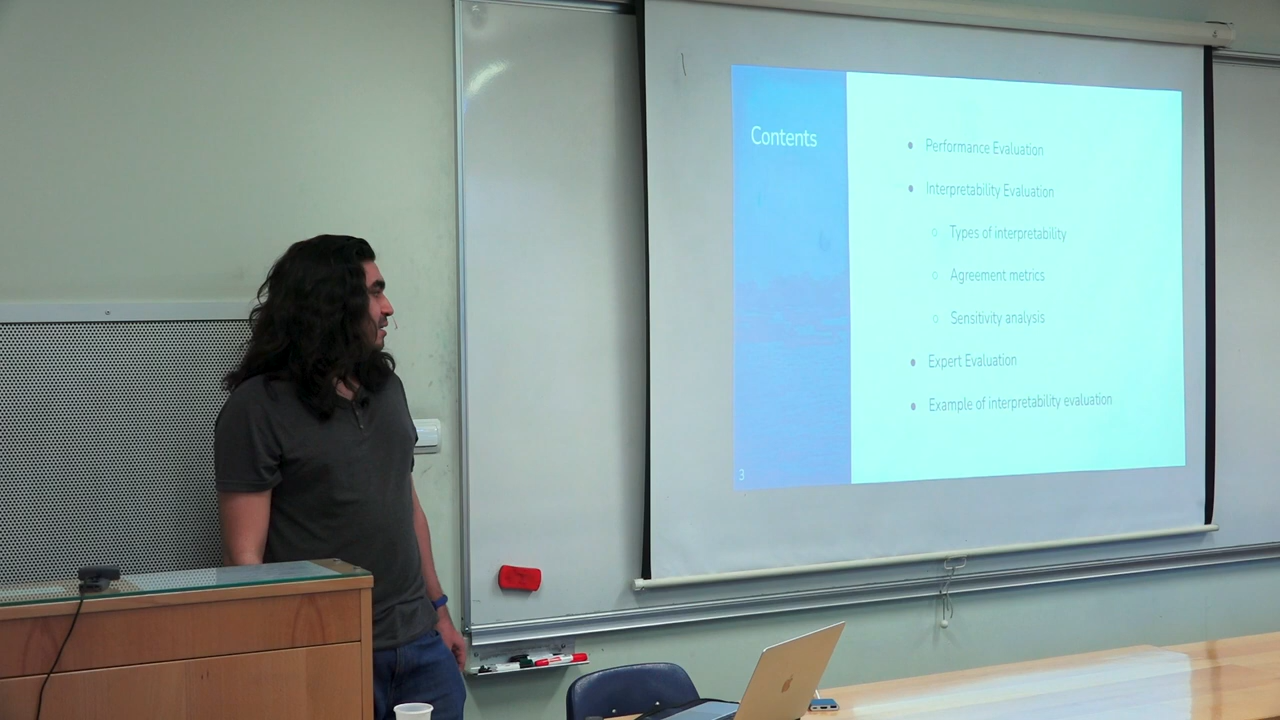 Contents
Performance Evaluation
Interpretability Evaluation
Types of interpretability
Agreement metrics
Sensitivity analysis
Expert Evaluation
Example of interpretability evaluation
3